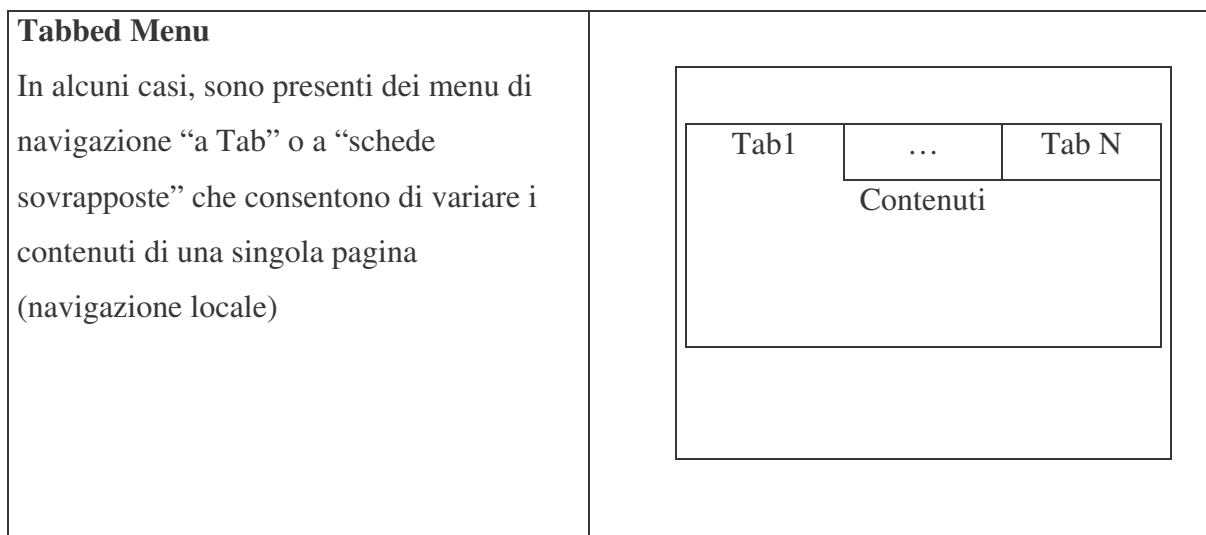 Tabbed Menu
In alcuni casi, sono presenti dei menu di
navigazione “a Tab” o a “schede
sovrapposte” che consentono di variare i
contenuti di una singola pagina
(navigazione locale)
Tab1 … Tab N
Contenuti